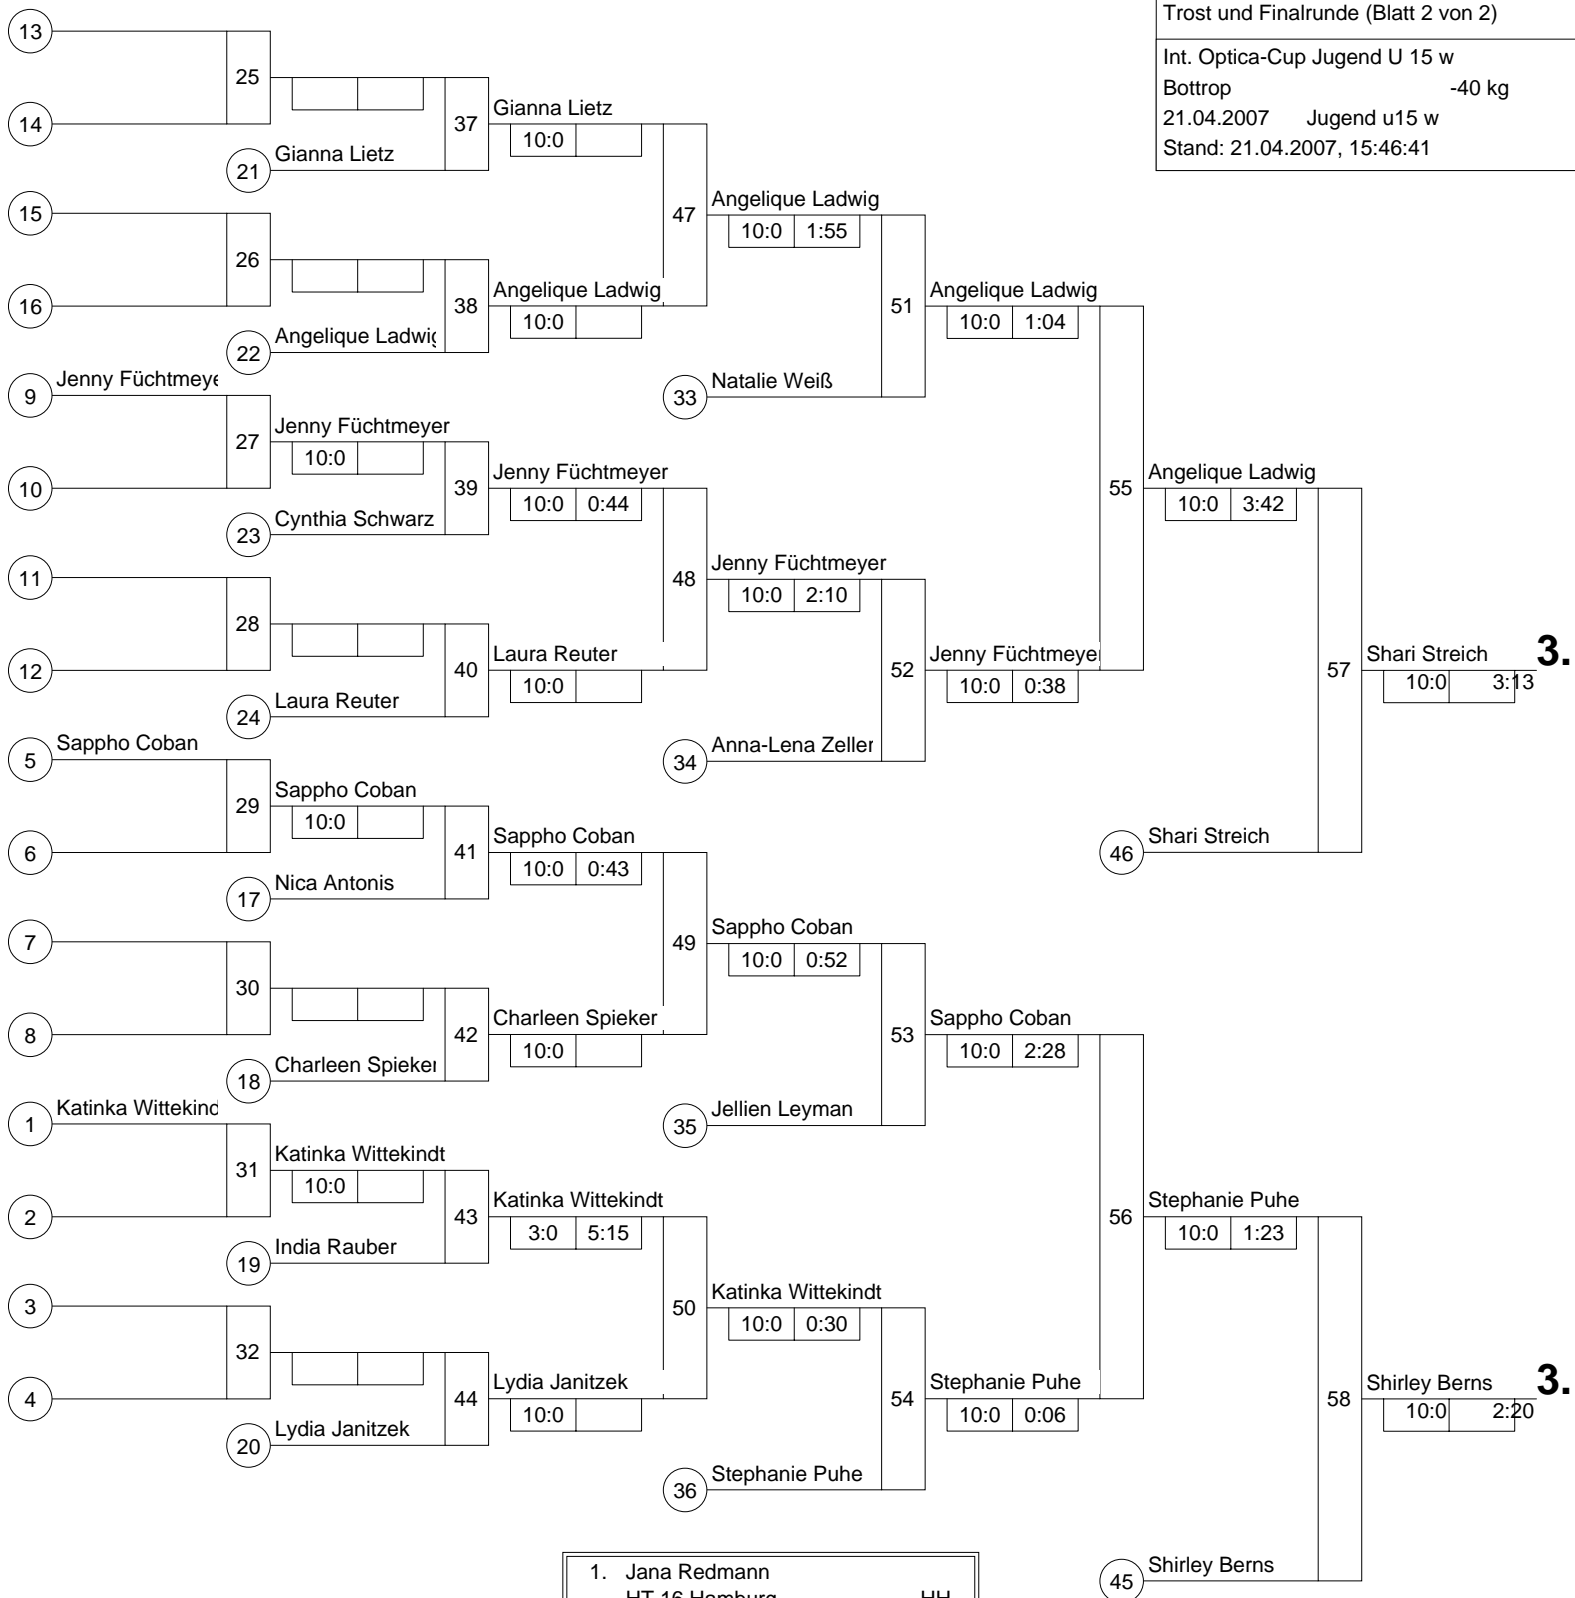 Trost und Finalrunde (Blatt 2 von 2)
Int. Optica-Cup Jugend U 15 w
Bottrop -40 kg
21.04.2007 Jugend u15 w
Stand: 21.04.2007, 15:46:41
13
25
14
37
Gianna Lietz
10:0
21
Gianna Lietz
15
26
16
38
Angelique Ladwig
10:0
22
Angelique Ladwig
47
Angelique Ladwig
10:0 1:55
9
Jenny Füchtmeye
27
Jenny Füchtmeyer
10:0
10
39
Jenny Füchtmeyer
10:0 0:44
23
Cynthia Schwarz
11
28
12
40
Laura Reuter
10:0
24
Laura Reuter
48
Jenny Füchtmeyer
10:0 2:10
33
Natalie Weiß
51
Angelique Ladwig
10:0 1:04
34
Anna-Lena Zeller
52
Jenny Füchtmeyer
10:0 0:38
55
Angelique Ladwig
10:0 3:42
46
Shari Streich
57
Shari Streich
10:0 3:13
3.
5
Sappho Coban
29
Sappho Coban
10:0
6
41
Sappho Coban
10:0 0:43
17
Nica Antonis
7
30
8
42
Charleen Spieker
10:0
18
Charleen Spieker
49
Sappho Coban
10:0 0:52
35
Jellien Leyman
53
Sappho Coban
10:0 2:28
1
Katinka Wittekind
31
Katinka Wittekindt
10:0
2
43
Katinka Wittekindt
3:0 5:15
19
India Rauber
3
32
4
44
Lydia Janitzek
10:0
20
Lydia Janitzek
50
Katinka Wittekindt
10:0 0:30
36
Stephanie Puhe
54
Stephanie Puhe
10:0 0:06
56
Stephanie Puhe
10:0 1:23
45
Shirley Berns
58
Shirley Berns
10:0 2:20
3.
1. Jana Redmann
HT 16 Hamburg HH